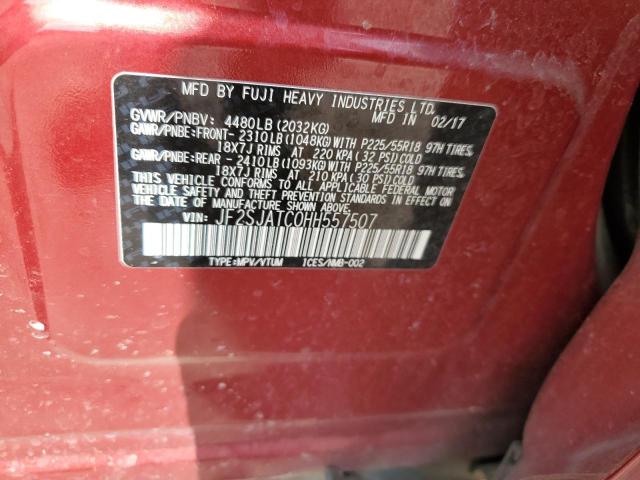 MFD BY FUJI HEAVY INDUSTRIES LTD.
GVWR/PNBV: 4480LB (2032KG) MFD IN 02/17
GAWR/PNBE:FRONT- 2310LB (1048KG) WITH P225/55R18 97H TIRES,
18X7J RIMS AT 220 KPA (32 PSI) COLD
GAWR/PNBE:REAR - 2410LB (1093KG) WITH P225/55R18 97H TIRES,
18X7J RIMS AT 210 KPA (30 PSI) COLD
THIS VEHICLE CONFORMS TO ALL APPLICABLE FEDERAL MOTOR
VEHICLE SAFETY AND THEFT PREVENTION STANDARDS IN EFFECT ON
THE DATE OF MANUFACTURE SHOWN ABOVE.
VIN: JF2SJATC0HH557507
TYPE:MPV/VTUM ICES/NMB-002